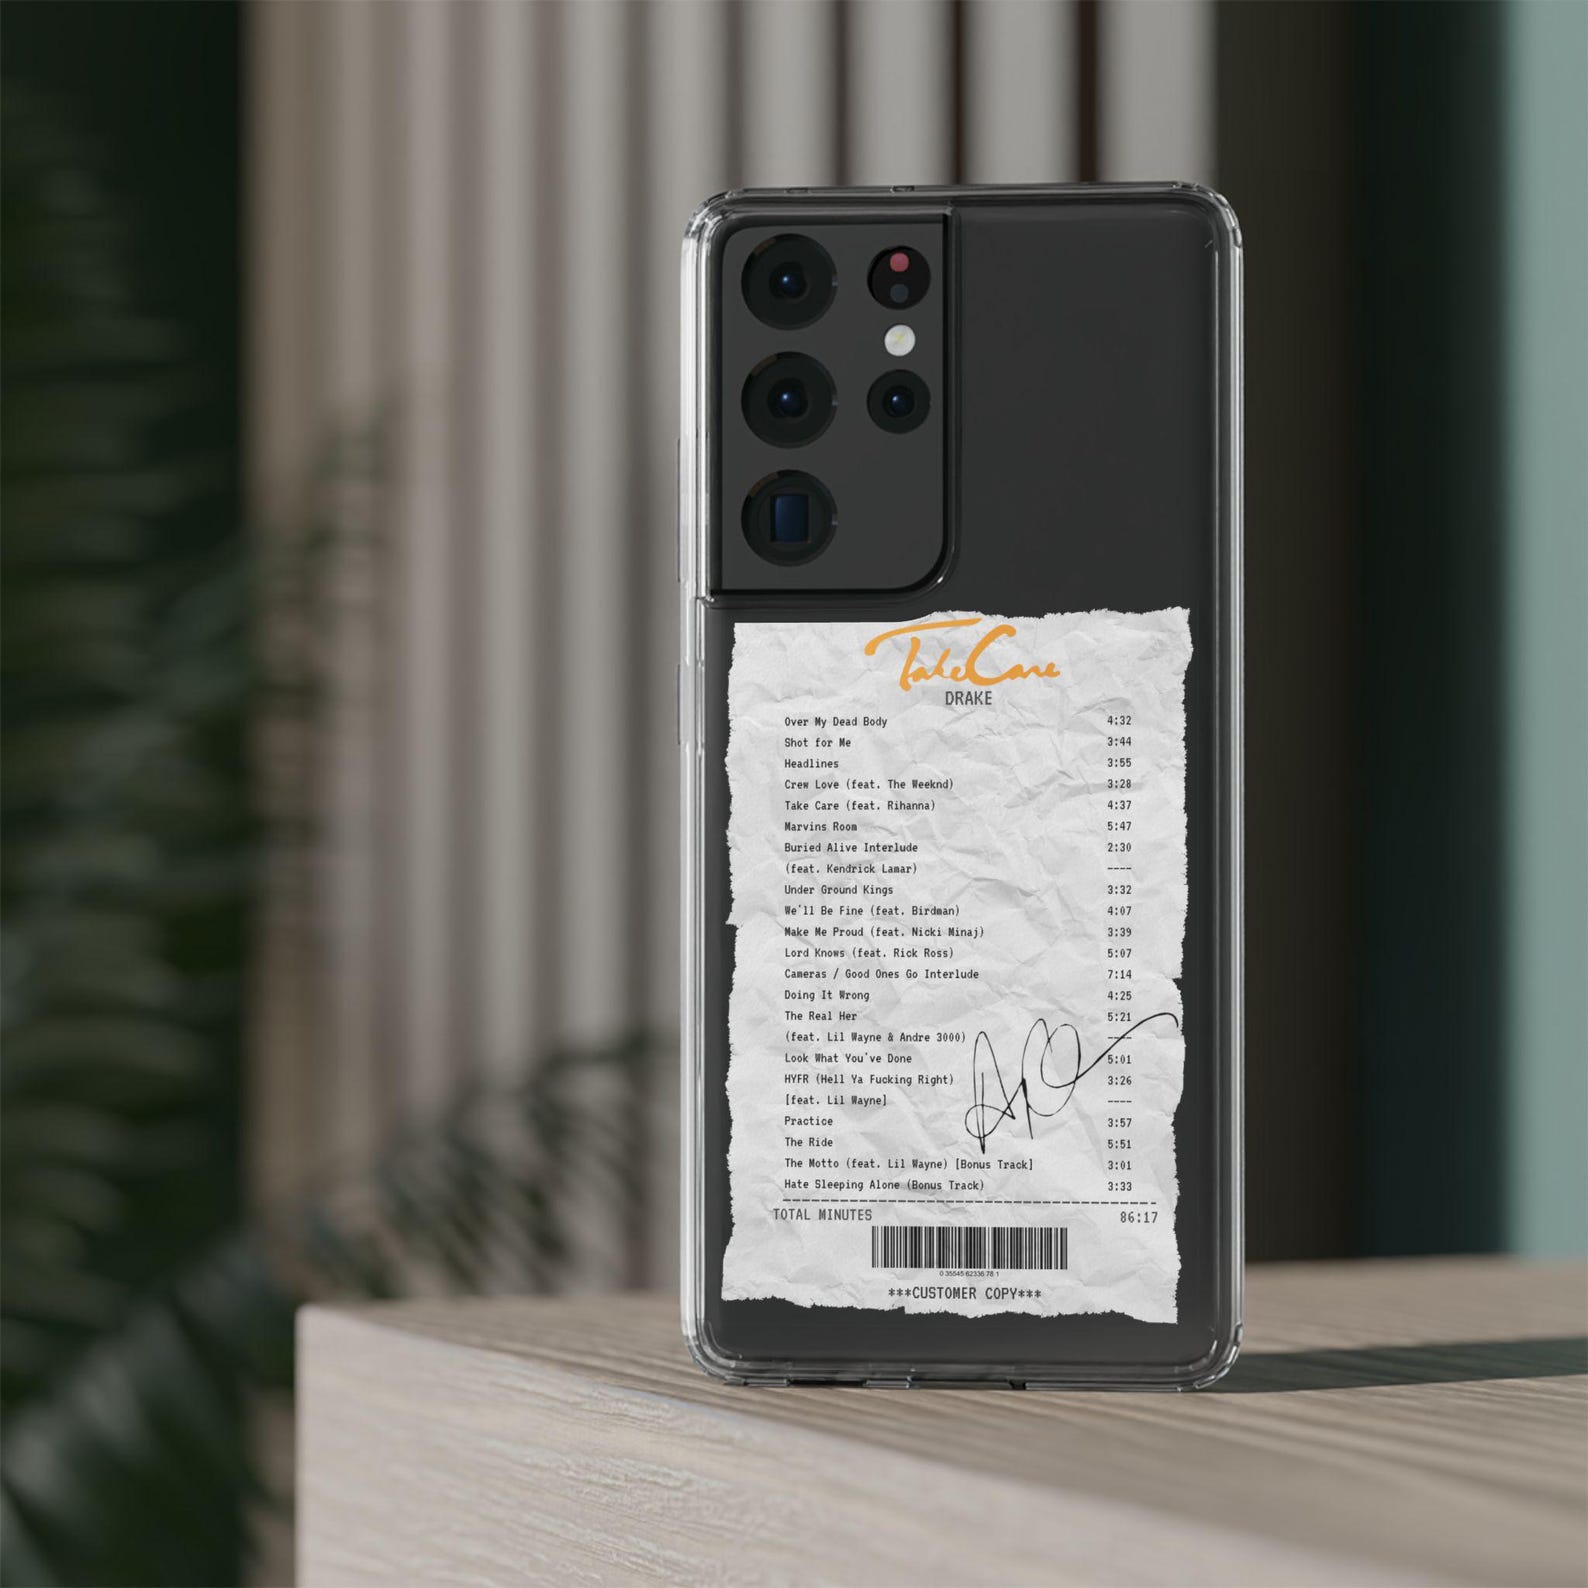 Take Care
DRAKE
Over My Dead Body 4:32
Shot for Me 3:44
Headlines 3:55
Crew Love (feat. The Weeknd) 3:28
Take Care (feat. Rihanna) 4:37
Marvins Room 5:47
Buried Alive Interlude 2:30
(feat. Kendrick Lamar) ----
Under Ground Kings 3:32
We'll Be Fine (feat. Birdman) 4:07
Make Me Proud (feat. Nicki Minaj) 3:39
Lord Knows (feat. Rick Ross) 5:07
Cameras / Good Ones Go Interlude 7:14
Doing It Wrong 4:25
The Real Her 5:21
(feat. Lil Wayne & Andre 3000) ----
Look What You've Done 5:01
HYFR (Hell Ya Fucking Right) 3:26
[feat. Lil Wayne] ----
Practice 3:57
The Ride 5:51
The Motto (feat. Lil Wayne) [Bonus Track] 3:01
Hate Sleeping Alone (Bonus Track) 3:33
TOTAL MINUTES 86:17
0 35545 62336 78 1
***CUSTOMER COPY***